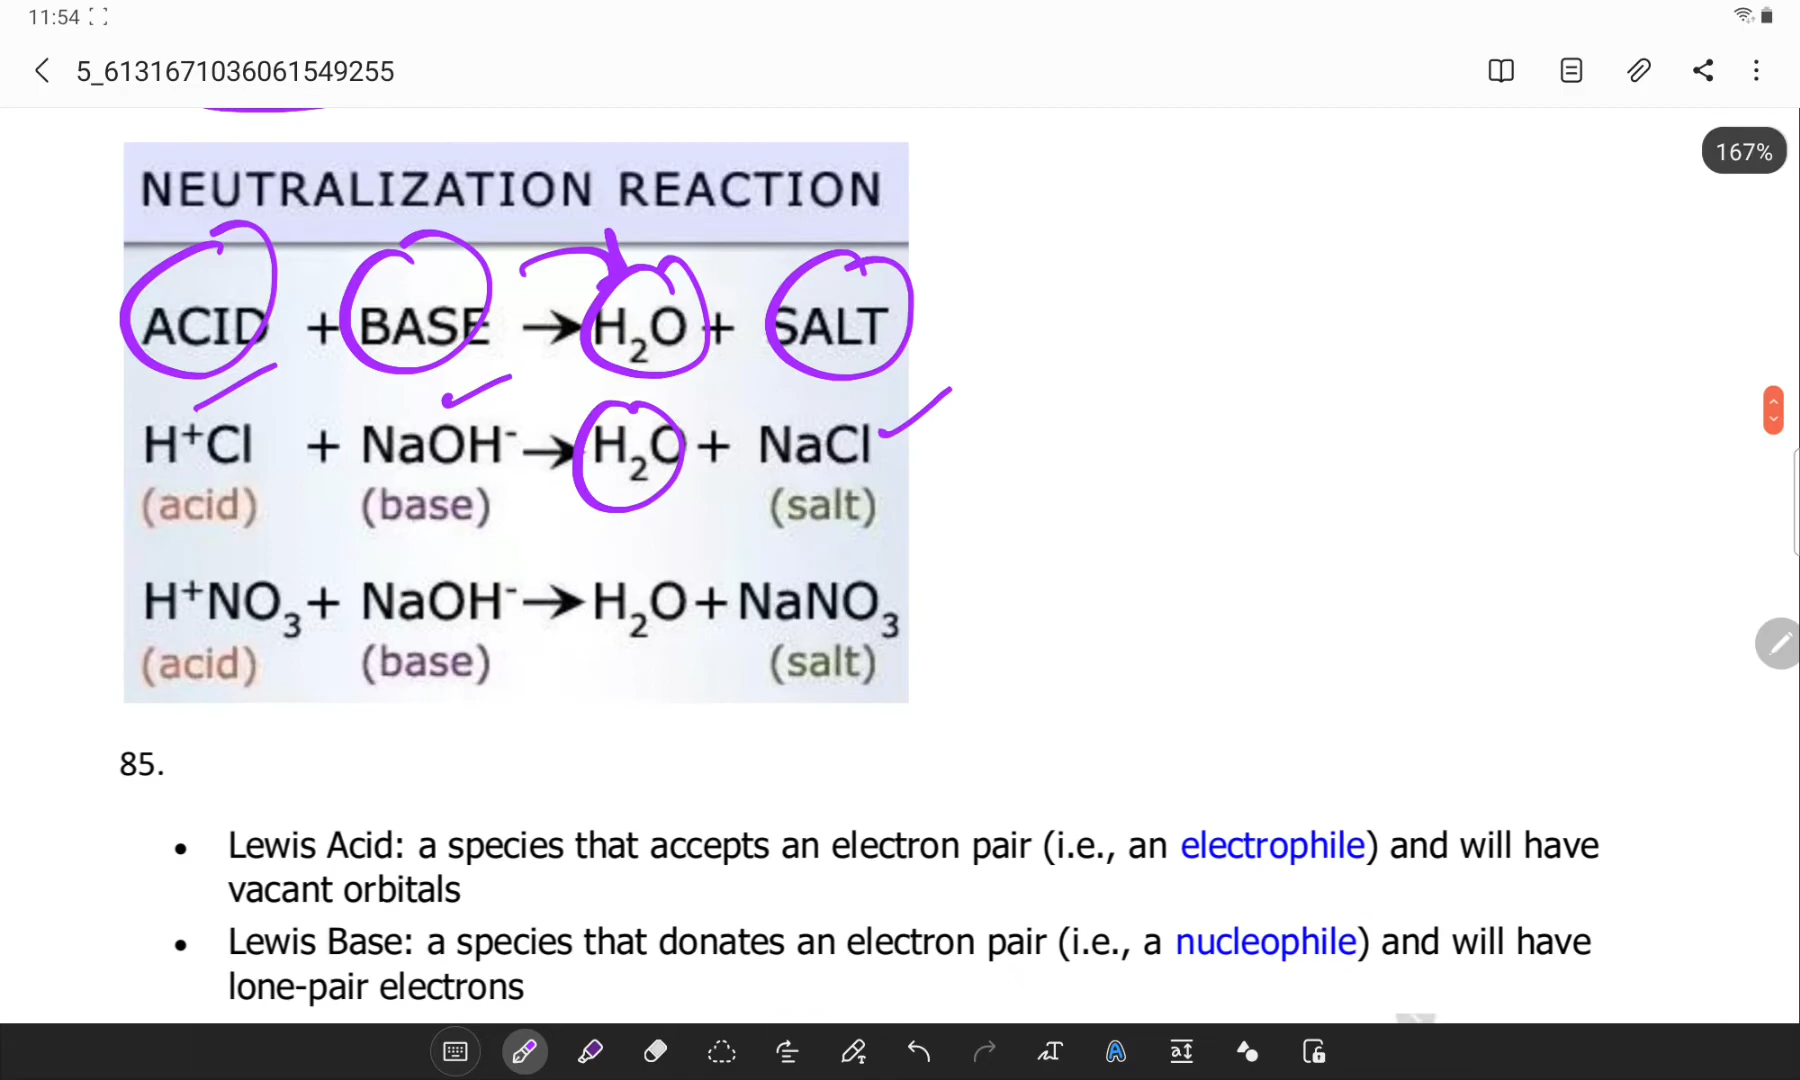 11:54
5_6131671036061549255
167%
NEUTRALIZATION REACTION
ACID + BASE → H₂O + SALT
H⁺Cl + NaOH⁻ → H₂O + NaCl
(acid) (base) (salt)
H⁺NO₃ + NaOH⁻ → H₂O + NaNO₃
(acid) (base) (salt)
85.
• Lewis Acid: a species that accepts an electron pair (i.e., an electrophile) and will have
vacant orbitals
• Lewis Base: a species that donates an electron pair (i.e., a nucleophile) and will have
lone-pair electrons